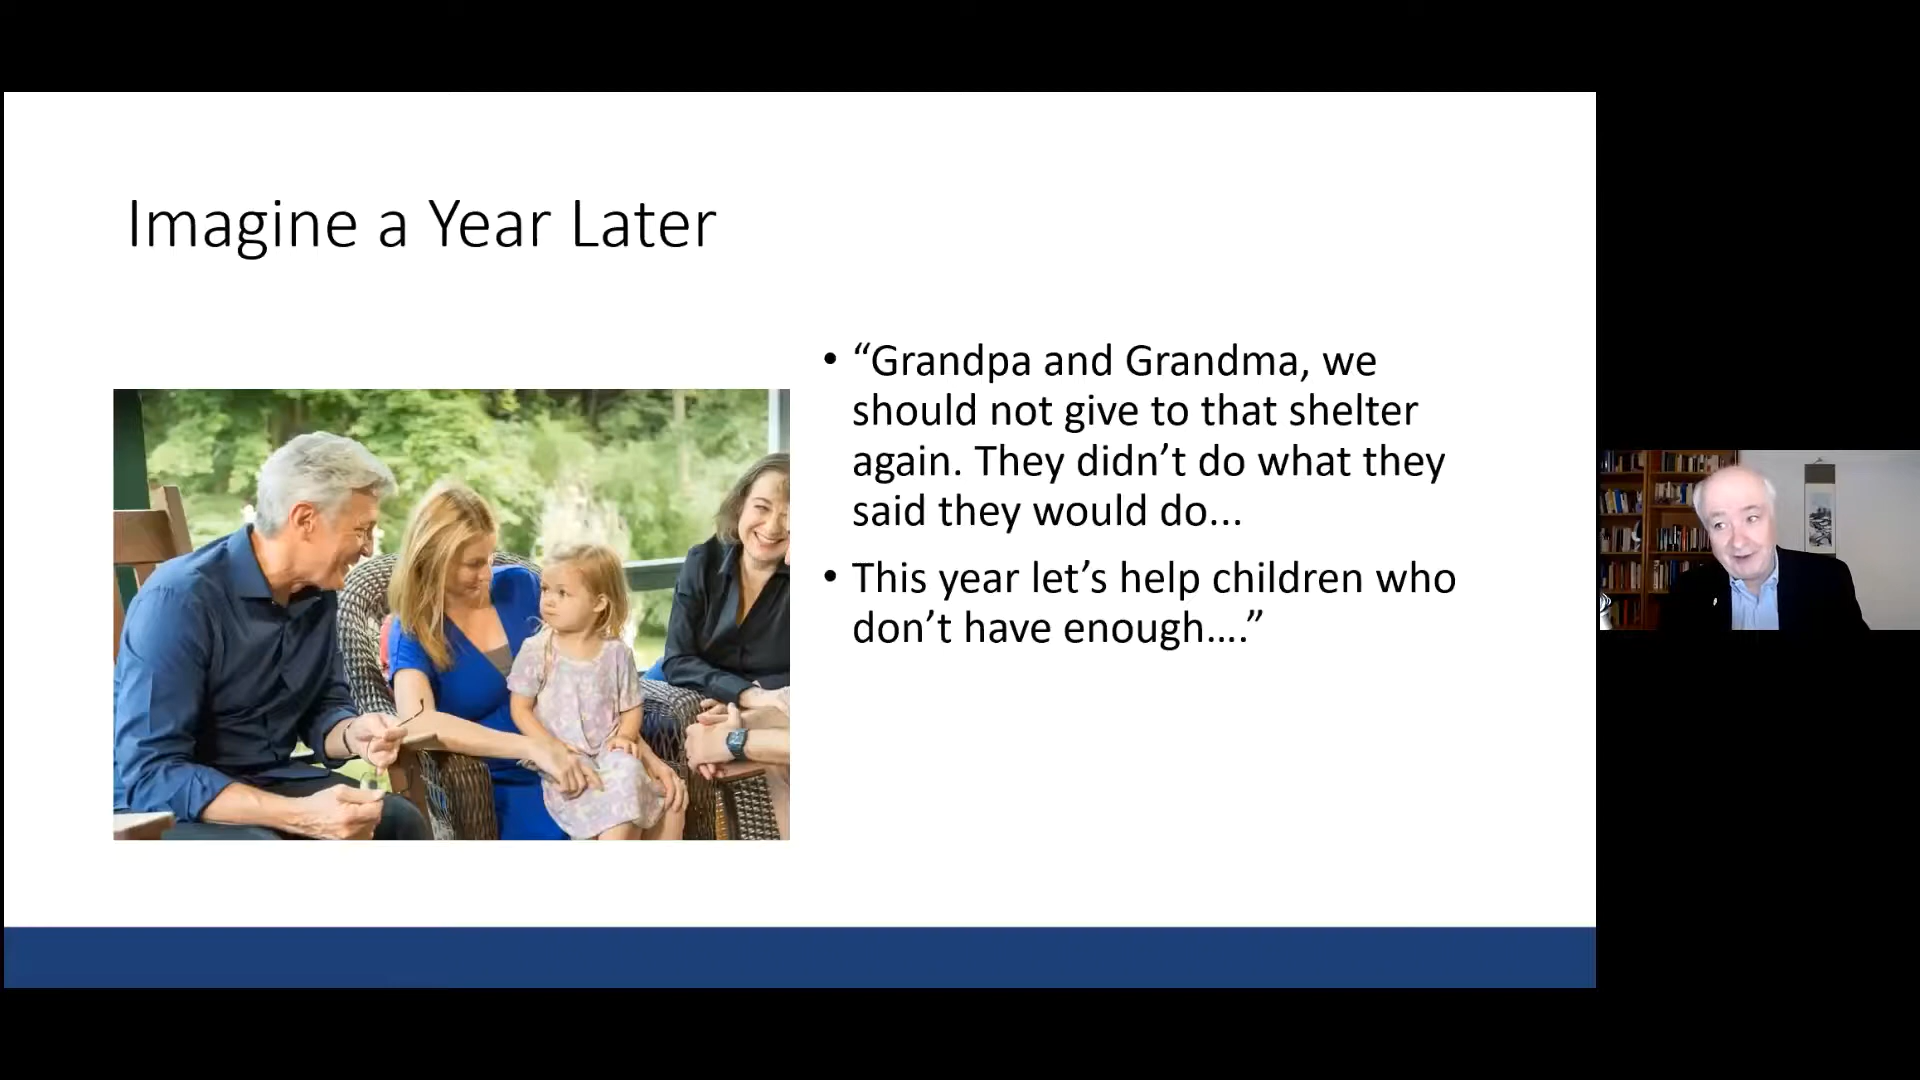 Imagine a Year Later
• “Grandpa and Grandma, we
should not give to that shelter
again. They didn’t do what they
said they would do...
• This year let’s help children who
don’t have enough....”